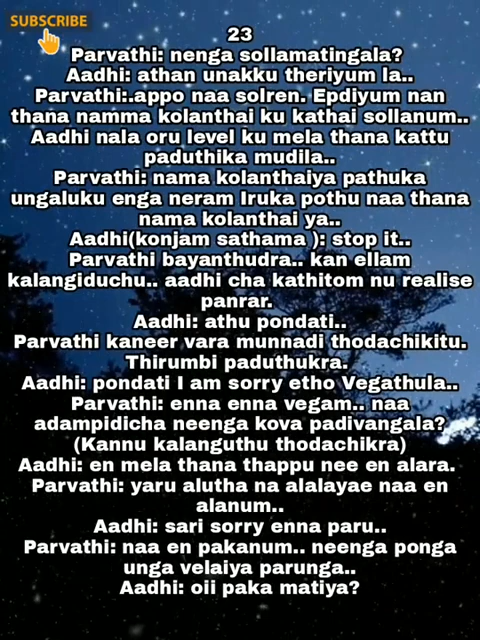 SUBSCRIBE
23
Parvathi: nenga sollamatingala?
Aadhi: athan unakku theriyum la..
Parvathi:.appo naa solren. Epdiyum nan
thana namma kolanthai ku kathai sollanum..
Aadhi nala oru level ku mela thana kattu
paduthika mudila..
Parvathi: nama kolanthaiya pathuka
ungaluku enga neram Iruka pothu naa thana
nama kolanthai ya..
Aadhi(konjam sathama ): stop it..
Parvathi bayanthudra.. kan ellam
kalangiduchu.. aadhi cha kathitom nu realise
panrar.
Aadhi: athu pondati..
Parvathi kaneer vara munnadi thodachikitu.
Thirumbi paduthukra.
Aadhi: pondati I am sorry etho Vegathula..
Parvathi: enna enna vegam.. naa
adampidicha neenga kova padivangala?
(Kannu kalanguthu thodachikra)
Aadhi: en mela thana thappu nee en alara.
Parvathi: yaru alutha na alalayae naa en
alanum..
Aadhi: sari sorry enna paru..
Parvathi: naa en pakanum.. neenga ponga
unga velaiya parunga..
Aadhi: oii paka matiya?